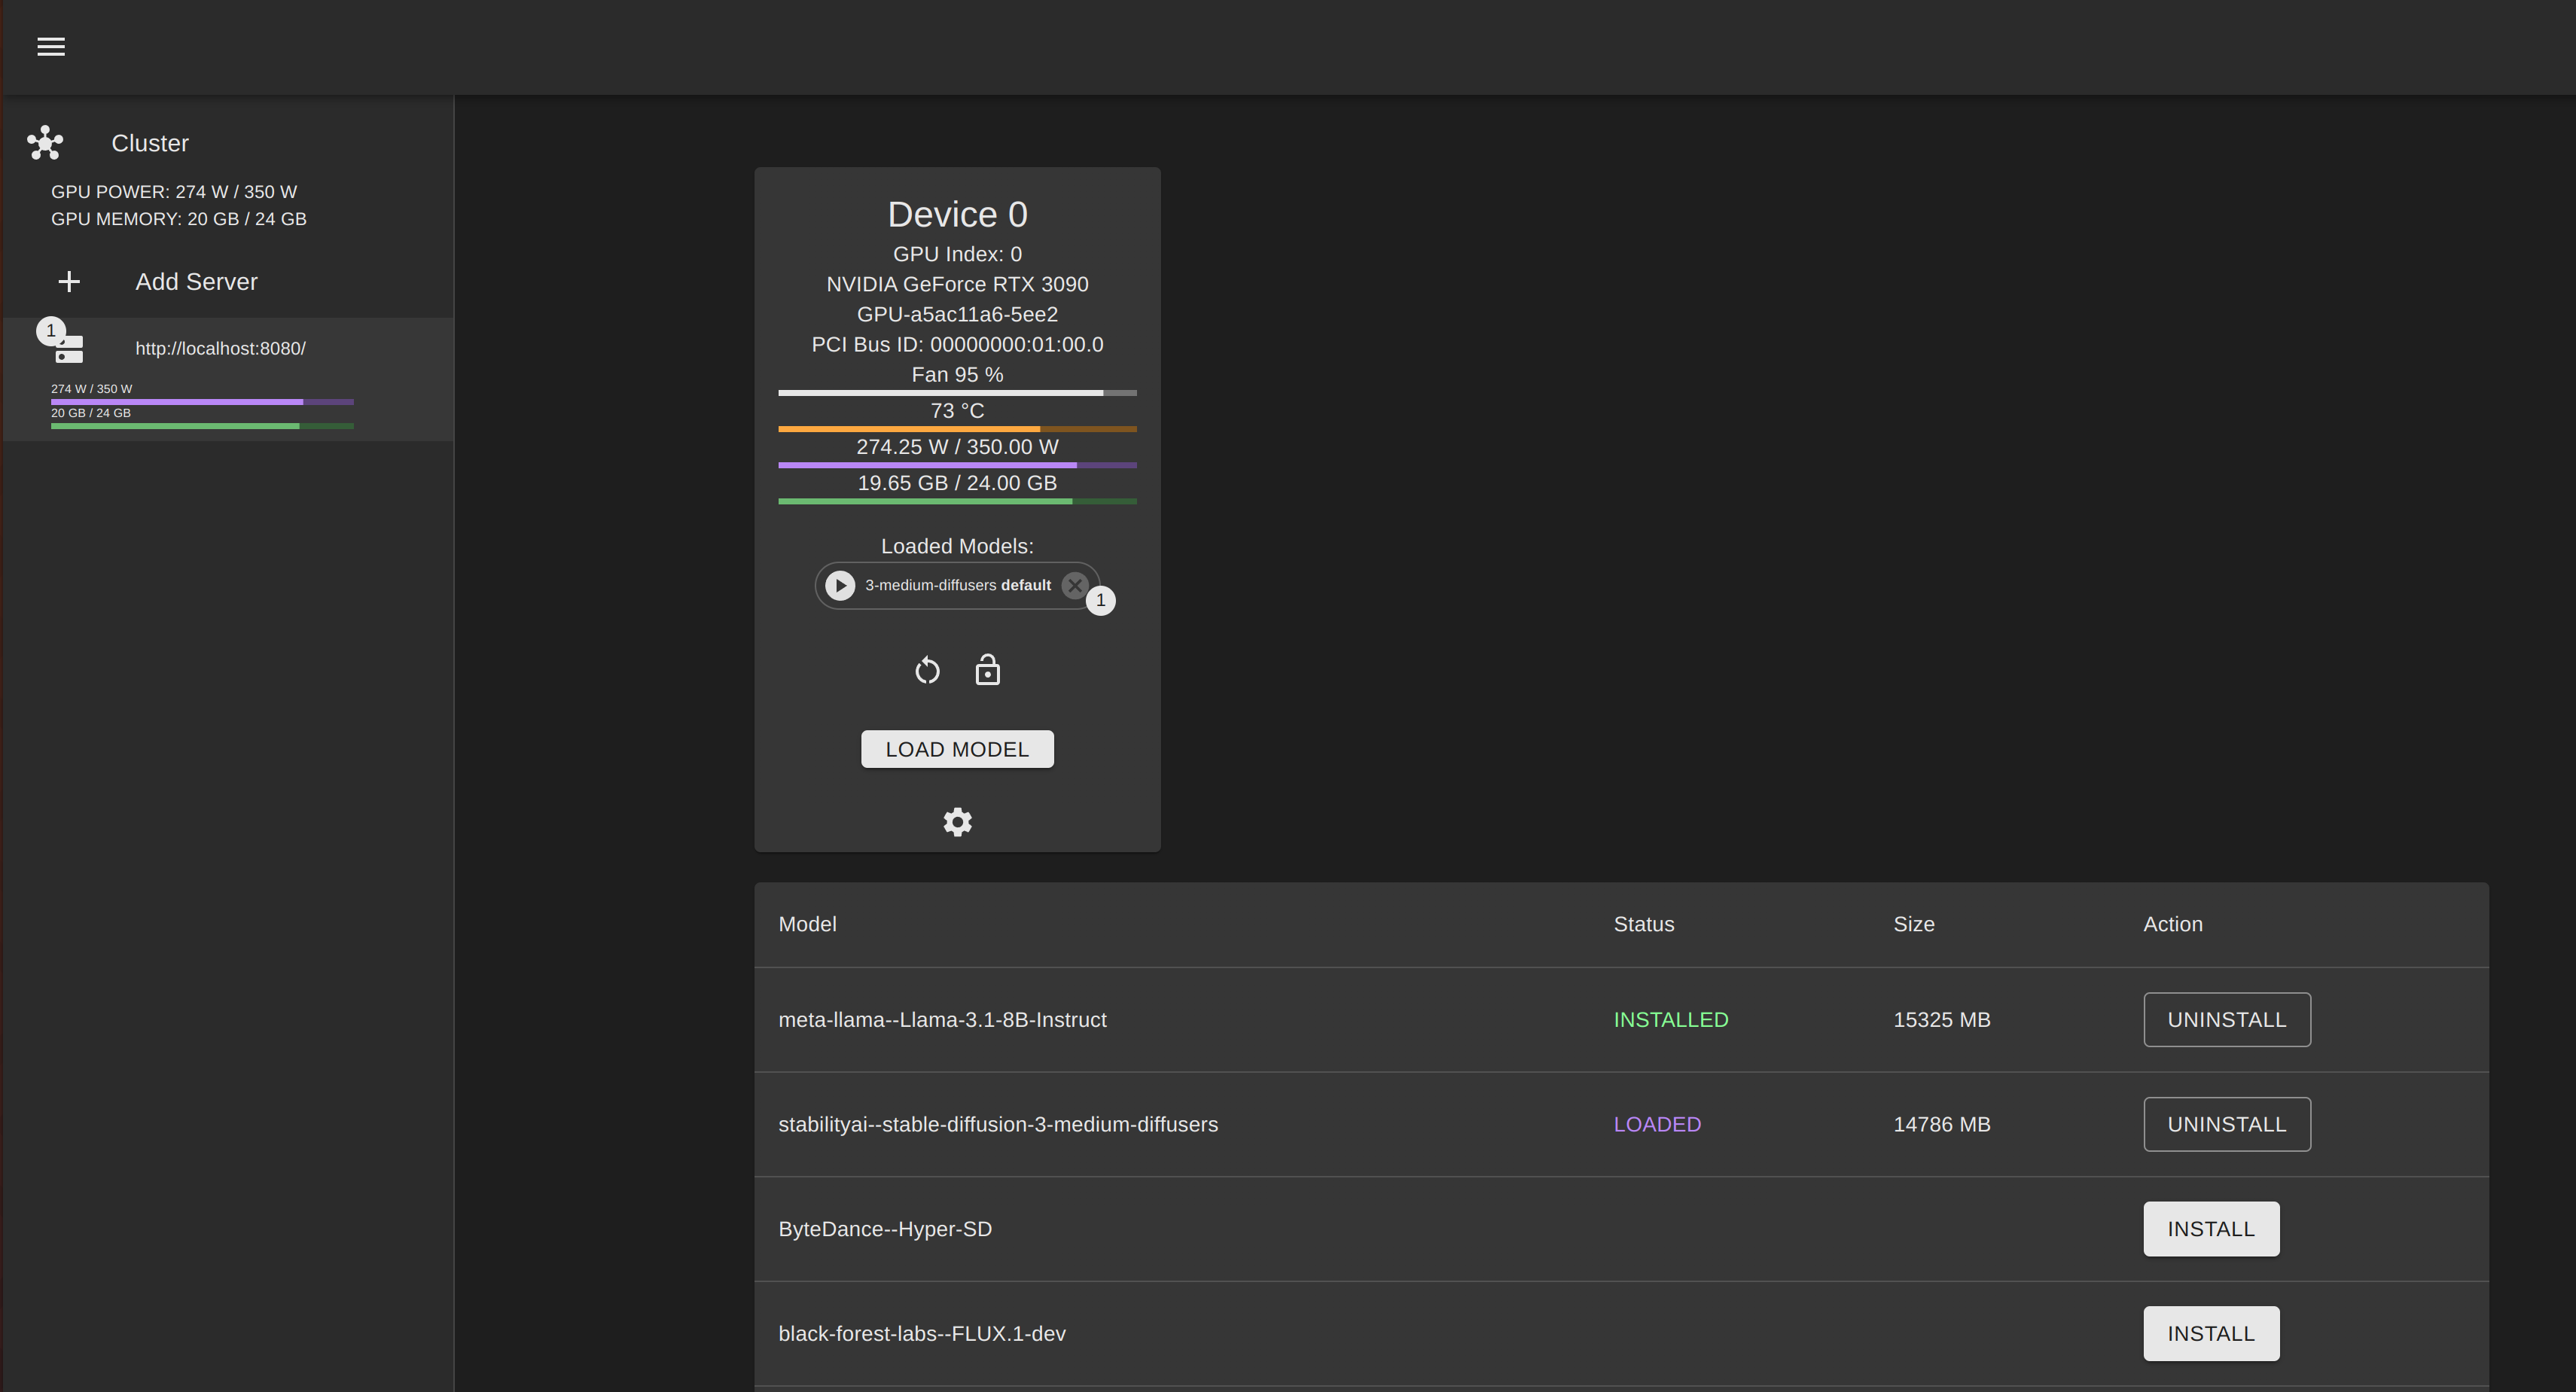 Cluster
GPU POWER: 274 W / 350 W
GPU MEMORY: 20 GB / 24 GB
Add Server
1
http://localhost:8080/
274 W / 350 W
20 GB / 24 GB
Device 0
GPU Index: 0
NVIDIA GeForce RTX 3090
GPU-a5ac11a6-5ee2
PCI Bus ID: 00000000:01:00.0
Fan 95 %
73 °C
274.25 W / 350.00 W
19.65 GB / 24.00 GB
Loaded Models:
3-medium-diffusers default
1
LOAD MODEL
Model Status Size Action
meta-llama--Llama-3.1-8B-Instruct INSTALLED 15325 MB UNINSTALL
stabilityai--stable-diffusion-3-medium-diffusers LOADED 14786 MB UNINSTALL
ByteDance--Hyper-SD INSTALL
black-forest-labs--FLUX.1-dev INSTALL